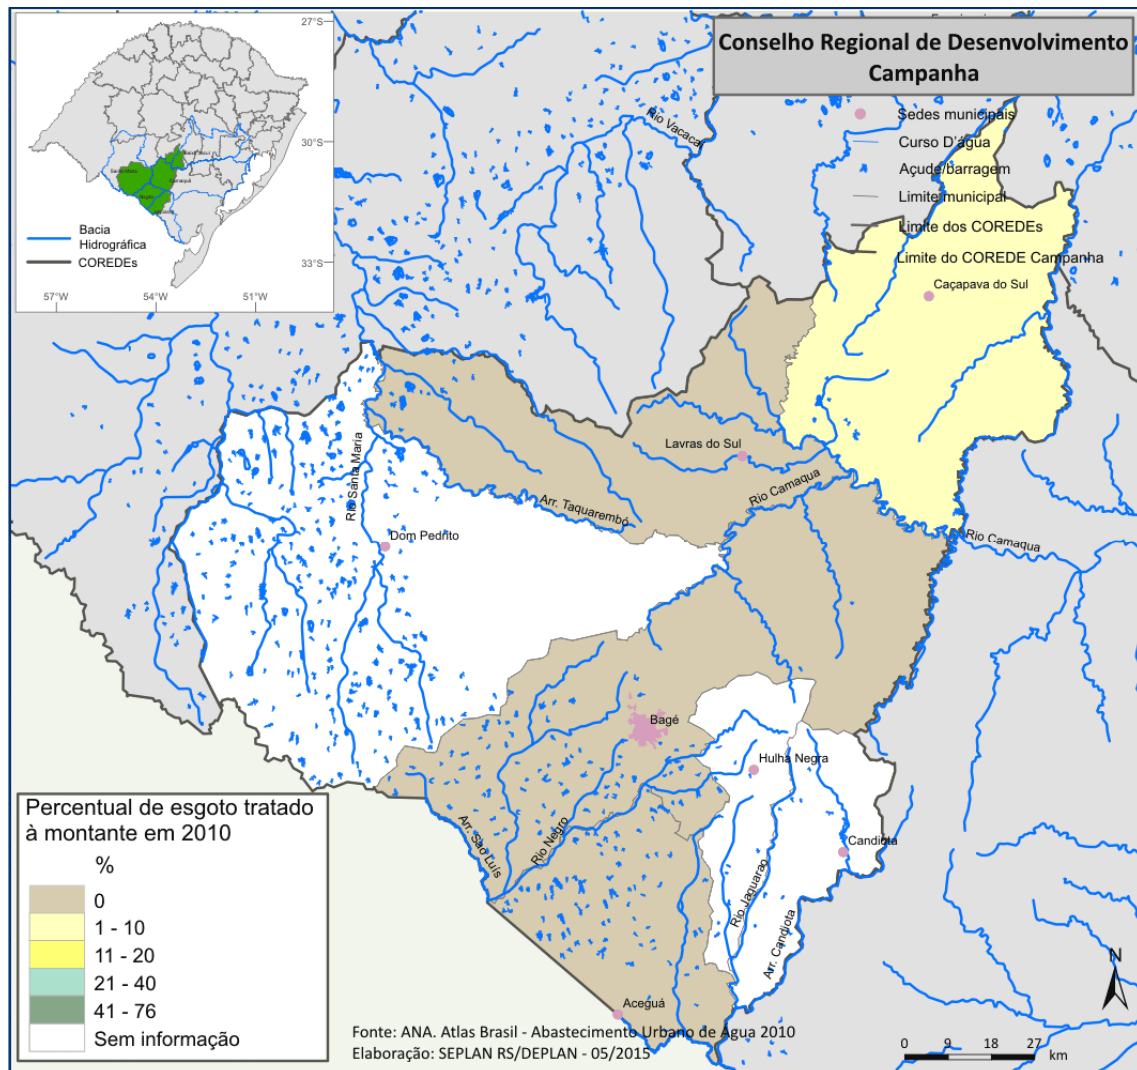 Conselho Regional de Desenvolvimento
Campanha
Sedes municipais
Curso D'água
Açude/barragem
Limite municipal
Limite dos COREDEs
Limite do COREDE Campanha
27°S
30°S
33°S
57°W
54°W
51°W
Bacia
Hidrográfica
COREDEs
Rio Vacacaí
Caçapava do Sul
Lavras do Sul
Rio Santa Maria
Rio Camaqua
Arr. Taquarembó
Dom Pedrito
Rio Camaqua
Bagé
Hulha Negra
Arr. São Luís
Rio Negro
Candiota
Rio Jaguarao
Arr. Candiota
Aceguá
Percentual de esgoto tratado
à montante em 2010
%
0
1 - 10
11 - 20
21 - 40
41 - 76
Sem informação
Fonte: ANA. Atlas Brasil - Abastecimento Urbano de Água 2010
Elaboração: SEPLAN RS/DEPLAN - 05/2015
N
0 9 18 27
km